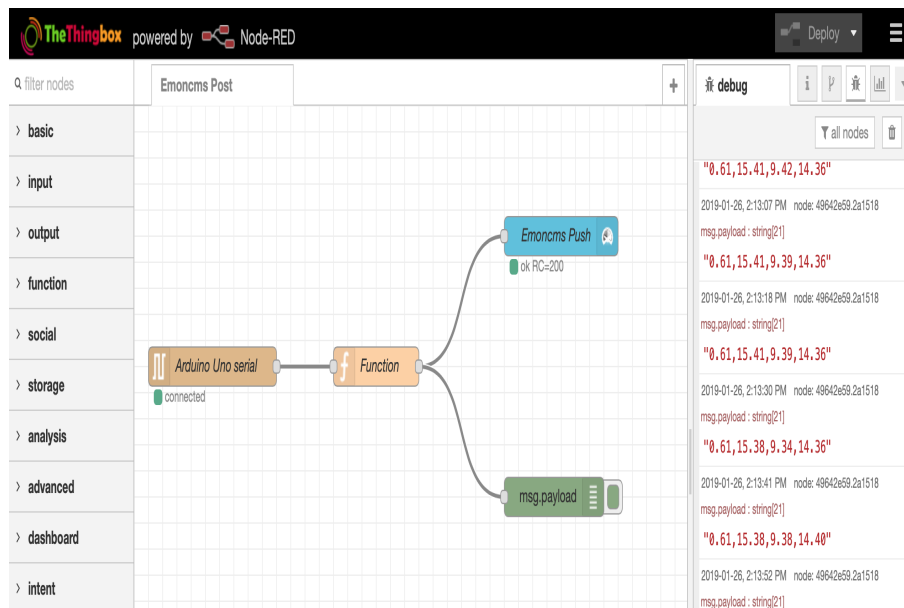 TheThingbox powered by Node-RED
Deploy
filter nodes
basic
input
output
function
social
storage
analysis
advanced
dashboard
intent
Emoncms Post
+
Arduino Uno serial
connected
f Function
Emoncms Push
ok RC=200
msg.payload
debug
i
all nodes
"0.61,15.41,9.42,14.36"
2019-01-26, 2:13:07 PM node: 49642e59.2a1518
msg.payload : string[21]
"0.61,15.41,9.39,14.36"
2019-01-26, 2:13:18 PM node: 49642e59.2a1518
msg.payload : string[21]
"0.61,15.41,9.39,14.36"
2019-01-26, 2:13:30 PM node: 49642e59.2a1518
msg.payload : string[21]
"0.61,15.38,9.34,14.36"
2019-01-26, 2:13:41 PM node: 49642e59.2a1518
msg.payload : string[21]
"0.61,15.38,9.38,14.40"
2019-01-26, 2:13:52 PM node: 49642e59.2a1518
msg.payload : string[21]